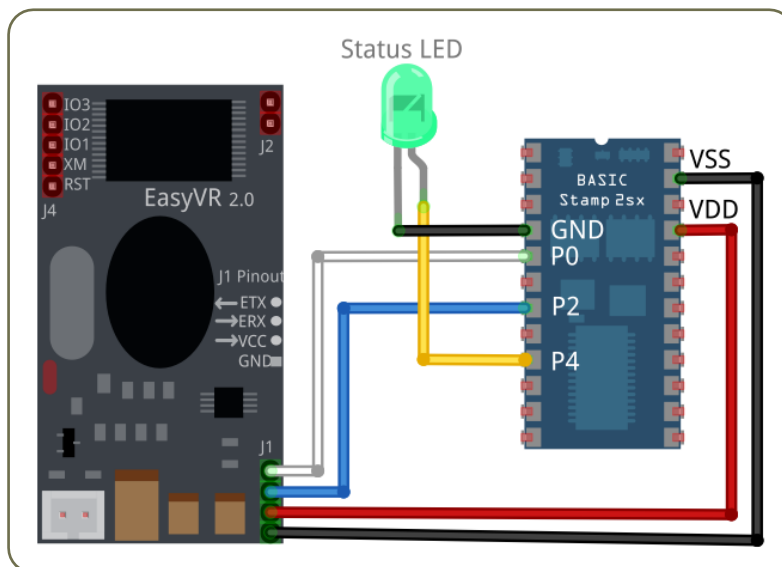 Status LED
IO3
IO2
IO1
XM
RST
J4
J2
EasyVR 2.0
J1 Pinout
ETX
ERX
VCC
GND
J1
BASIC
Stamp 2sx
VSS
VDD
GND
P0
P2
P4